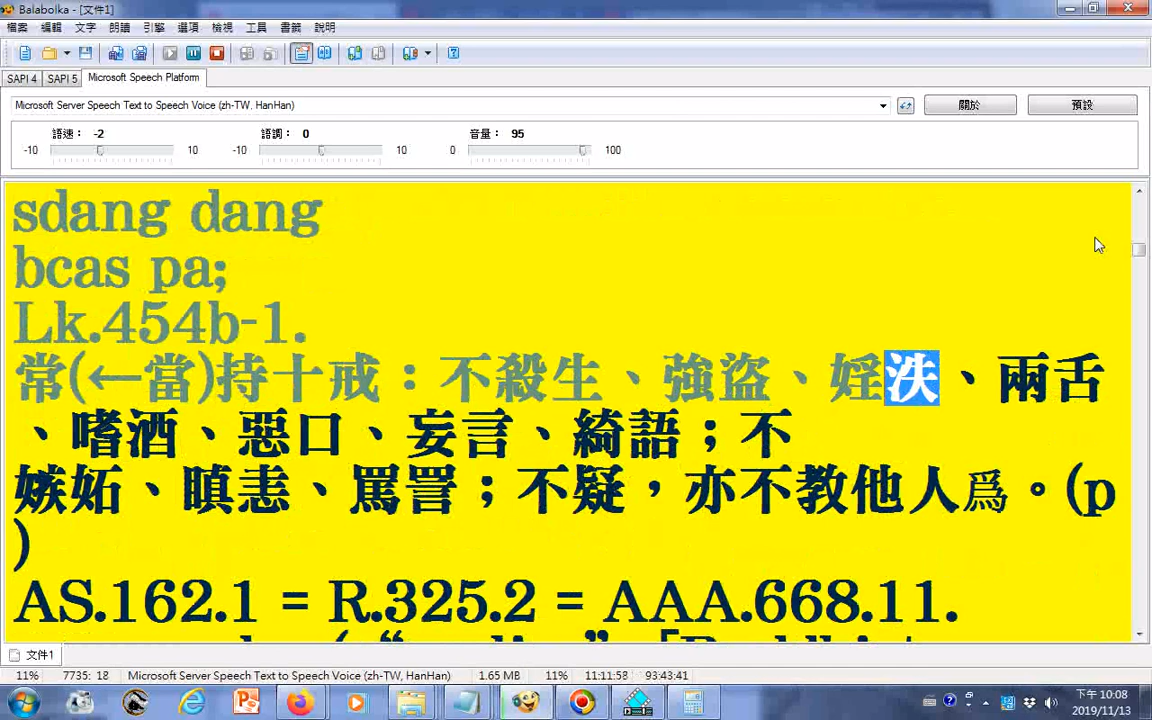 Balabolka - [文件1]
檔案 編輯 文字 朗讀 引擎 選項 檢視 工具 書籤 說明
SAPI 4 SAPI 5 Microsoft Speech Platform
Microsoft Server Speech Text to Speech Voice (zh-TW, HanHan)
關於 預設
語速： -2 語調： 0 音量： 95
-10 10 -10 10 0 100
sdang dang
bcas pa;
Lk.454b-1.
常(←當)持十戒：不殺生、強盜、婬泆、兩舌
、嗜酒、惡口、妄言、綺語；不
嫉妬、瞋恚、罵詈；不疑，亦不教他人爲。(p
)
AS.162.1 = R.325.2 = AAA.668.11.
文件1
11% 7735: 18 Microsoft Server Speech Text to Speech Voice (zh-TW, HanHan) 1.65 MB 11% 11:11:58 93:43:41
下午 10:08
2019/11/13